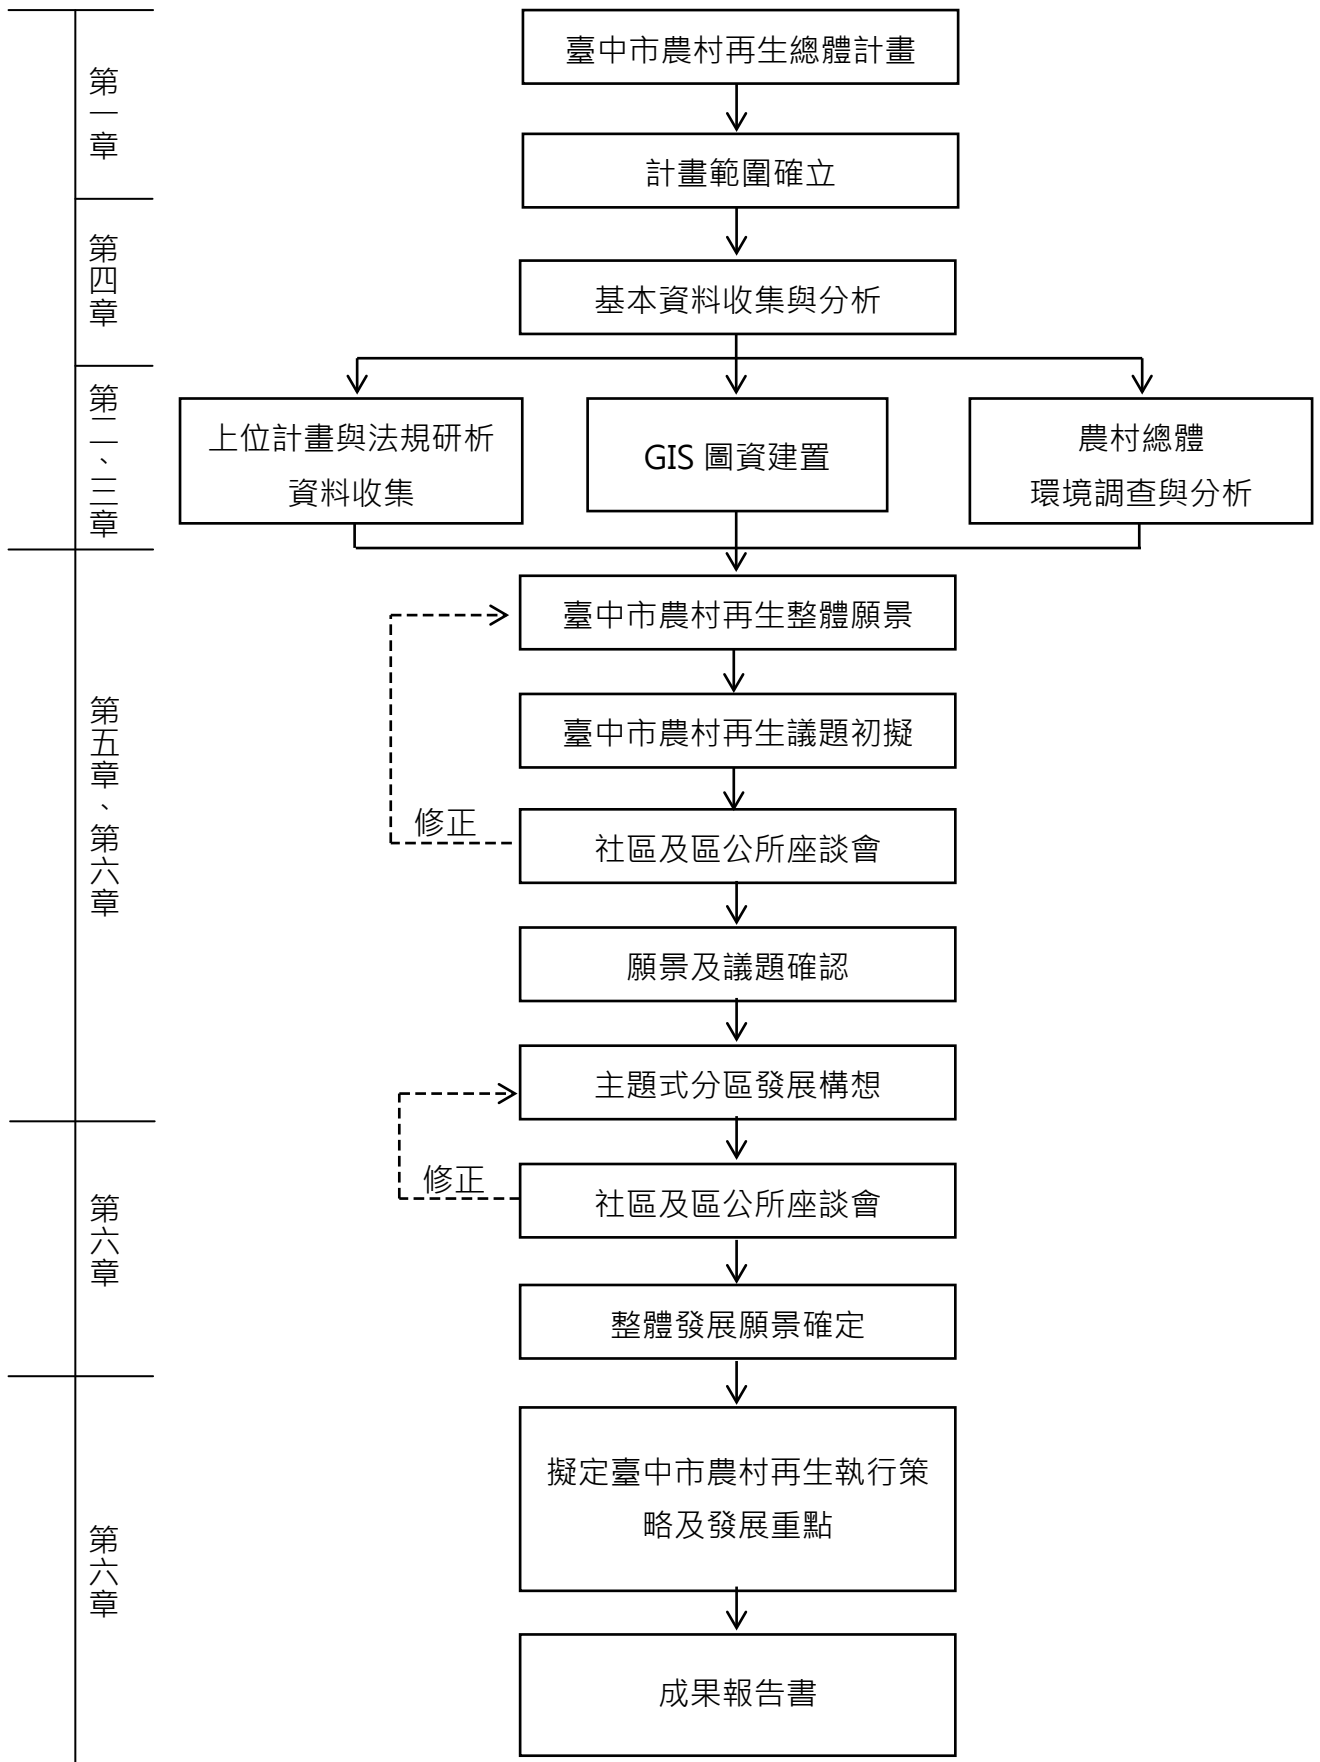 臺中市農村再生總體計畫
第一章
計畫範圍確立
第四章
基本資料收集與分析
第二、三章
上位計畫與法規研析
資料收集
GIS 圖資建置
農村總體
環境調查與分析
臺中市農村再生整體願景
臺中市農村再生議題初擬
第五章、第六章
修正
社區及區公所座談會
願景及議題確認
主題式分區發展構想
修正
社區及區公所座談會
第六章
整體發展願景確定
擬定臺中市農村再生執行策
略及發展重點
第六章
成果報告書